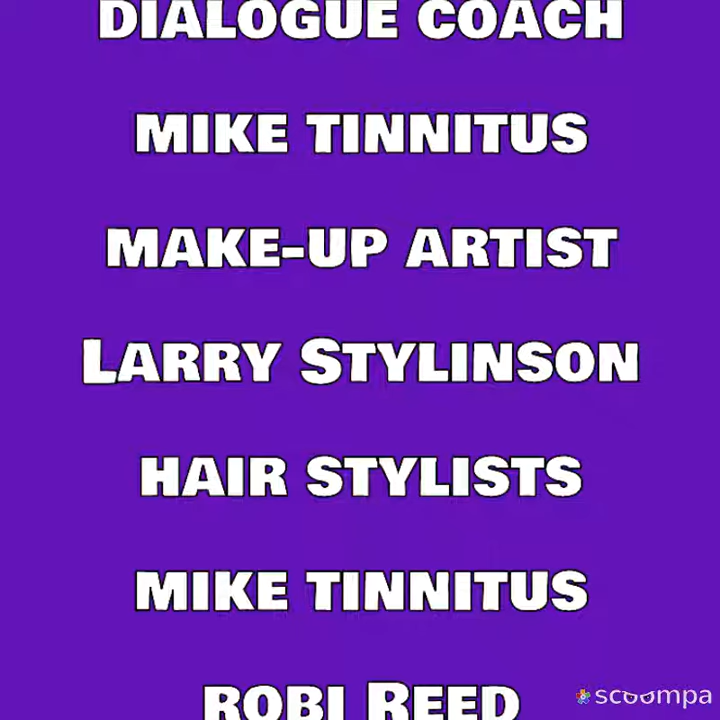 DIALOGUE COACH
MIKE TINNITUS
MAKE-UP ARTIST
LARRY STYLINSON
HAIR STYLISTS
MIKE TINNITUS
ROBI REED
scoompa